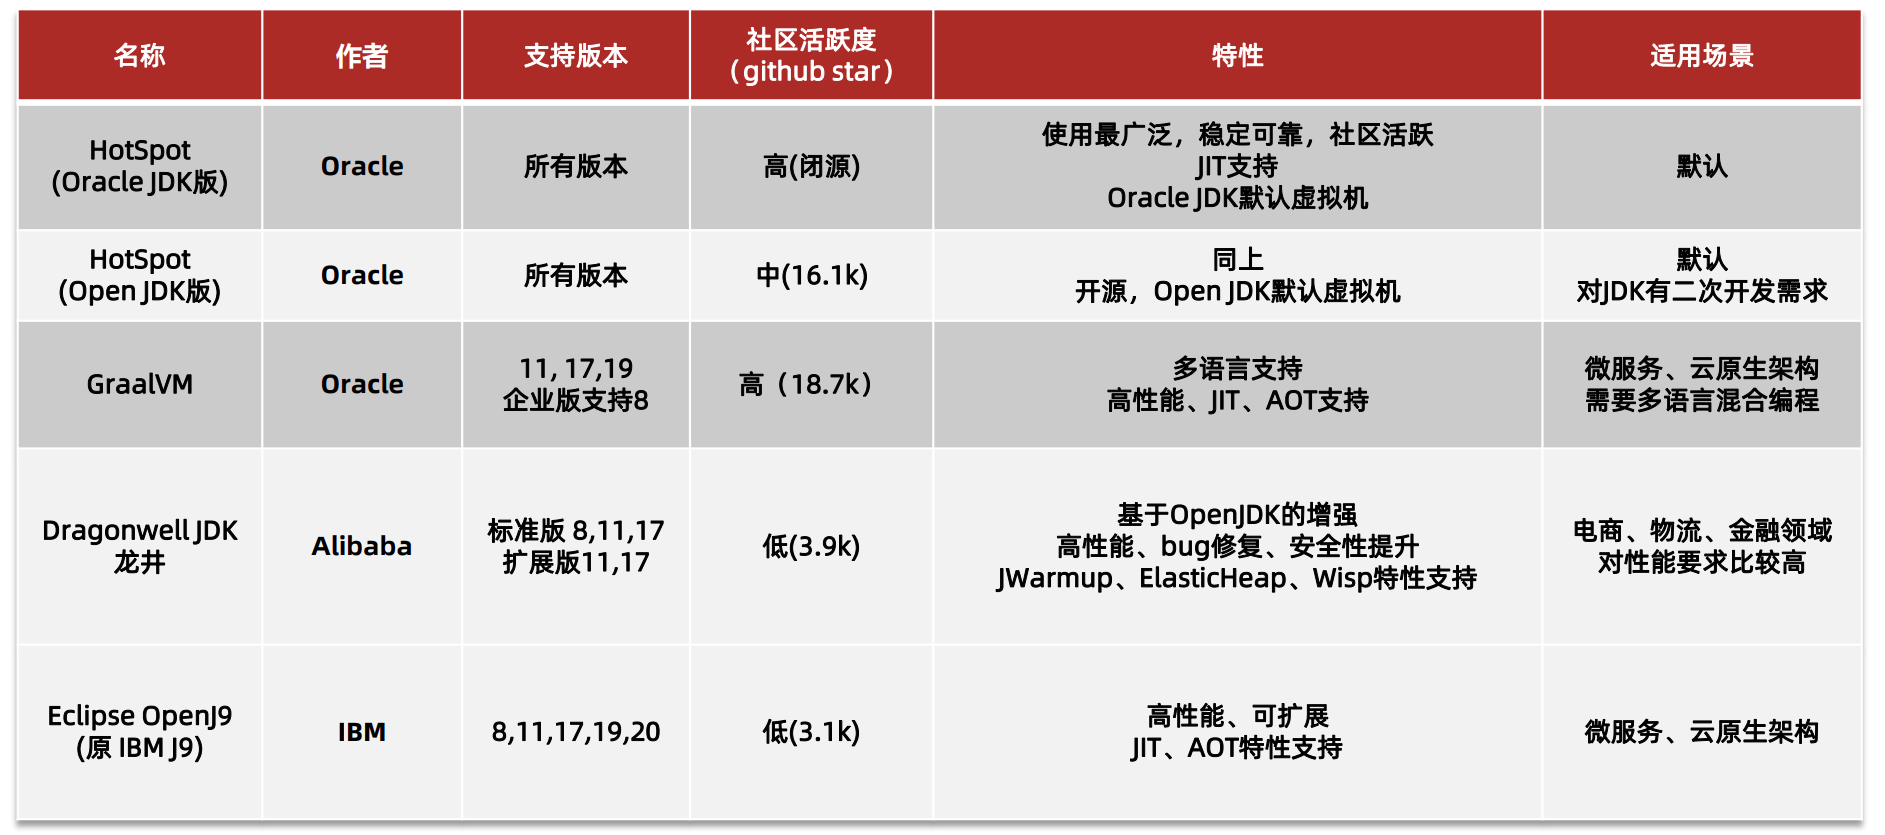 名称
作者
支持版本
社区活跃度
（github star）
特性
适用场景
HotSpot
(Oracle JDK版)
Oracle
所有版本
高(闭源)
使用最广泛，稳定可靠，社区活跃
JIT支持
Oracle JDK默认虚拟机
默认
HotSpot
(Open JDK版)
Oracle
所有版本
中(16.1k)
同上
开源，Open JDK默认虚拟机
默认
对JDK有二次开发需求
GraalVM
Oracle
11, 17,19
企业版支持8
高（18.7k）
多语言支持
高性能、JIT、AOT支持
微服务、云原生架构
需要多语言混合编程
Dragonwell JDK
龙井
Alibaba
标准版 8,11,17
扩展版11,17
低(3.9k)
基于OpenJDK的增强
高性能、bug修复、安全性提升
JWarmup、ElasticHeap、Wisp特性支持
电商、物流、金融领域
对性能要求比较高
Eclipse OpenJ9
(原 IBM J9)
IBM
8,11,17,19,20
低(3.1k)
高性能、可扩展
JIT、AOT特性支持
微服务、云原生架构